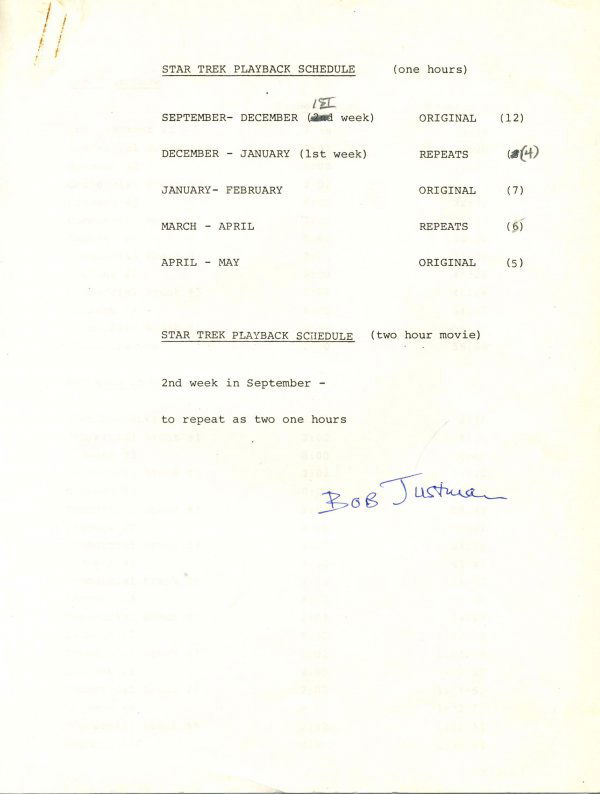 STAR TREK PLAYBACK SCHEDULE (one hours)
1ST
SEPTEMBER- DECEMBER (2nd week) ORIGINAL (12)
DECEMBER - JANUARY (1st week) REPEATS (4)
JANUARY- FEBRUARY ORIGINAL (7)
MARCH - APRIL REPEATS (6)
APRIL - MAY ORIGINAL (5)
STAR TREK PLAYBACK SCHEDULE (two hour movie)
2nd week in September -
to repeat as two one hours
BOB Justman